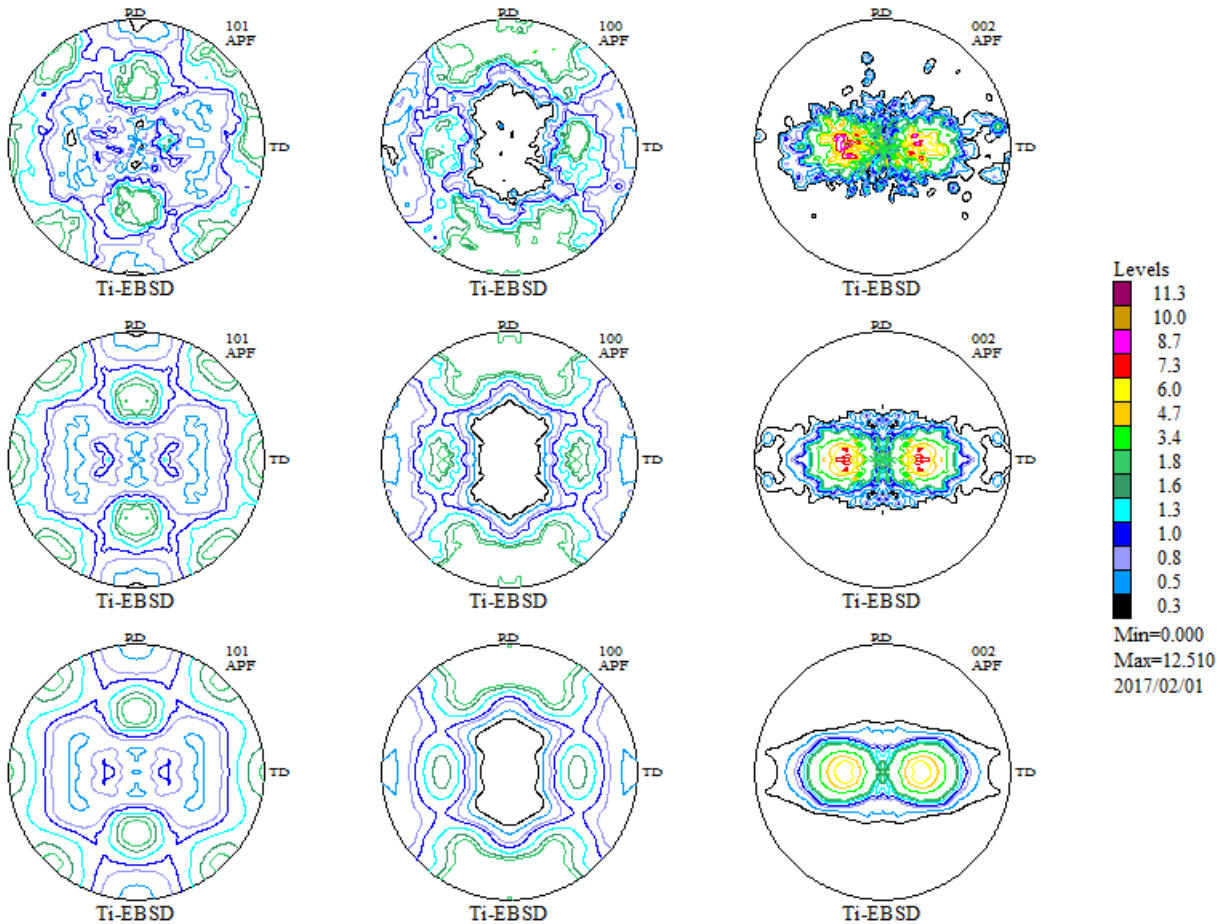 RD
101
APF
TD
Ti-EBSD
RD
100
APF
TD
Ti-EBSD
RD
002
APF
TD
Ti-EBSD
RD
101
APF
TD
Ti-EBSD
RD
100
APF
TD
Ti-EBSD
RD
002
APF
TD
Ti-EBSD
RD
101
APF
TD
Ti-EBSD
RD
100
APF
TD
Ti-EBSD
RD
002
APF
TD
Ti-EBSD
Levels
11.3
10.0
8.7
7.3
6.0
4.7
3.4
1.8
1.6
1.3
1.0
0.8
0.5
0.3
Min=0.000
Max=12.510
2017/02/01